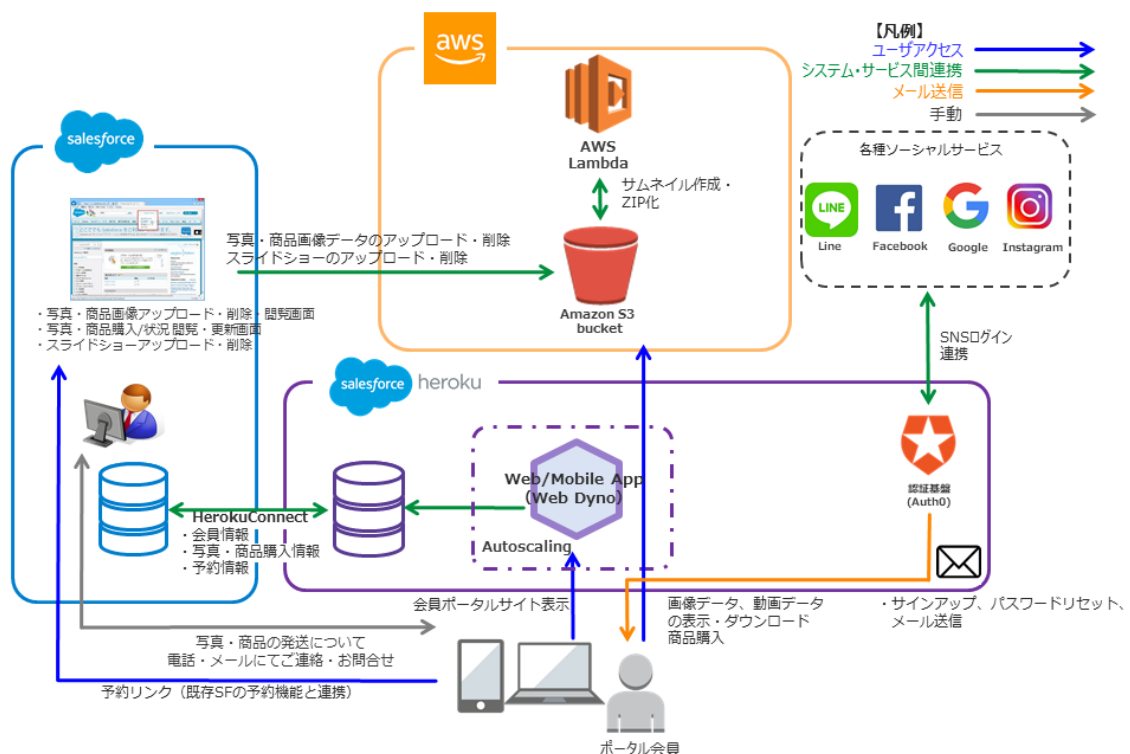 aws
【凡例】
ユーザアクセス
システム・サービス間連携
メール送信
手動
salesforce
AWS
Lambda
サムネイル作成・
ZIP化
各種ソーシャルサービス
LINE
Line
Facebook
Google
Instagram
写真・商品画像データのアップロード・削除
スライドショーのアップロード・削除
Amazon S3
bucket
・写真・商品画像アップロード・削除・閲覧画面
・写真・商品購入/状況閲覧・更新画面
・スライドショーアップロード・削除
SNSログイン
連携
salesforce heroku
Web/Mobile App
(Web Dyno)
Autoscaling
認証基盤
(Auth0)
HerokuConnect
・会員情報
・写真・商品購入情報
・予約情報
会員ポータルサイト表示
画像データ、動画データ
の表示・ダウンロード
商品購入
・サインアップ、パスワードリセット、
メール送信
写真・商品の発送について
電話・メールにてご連絡・お問合せ
予約リンク（既存SFの予約機能と連携）
ポータル会員